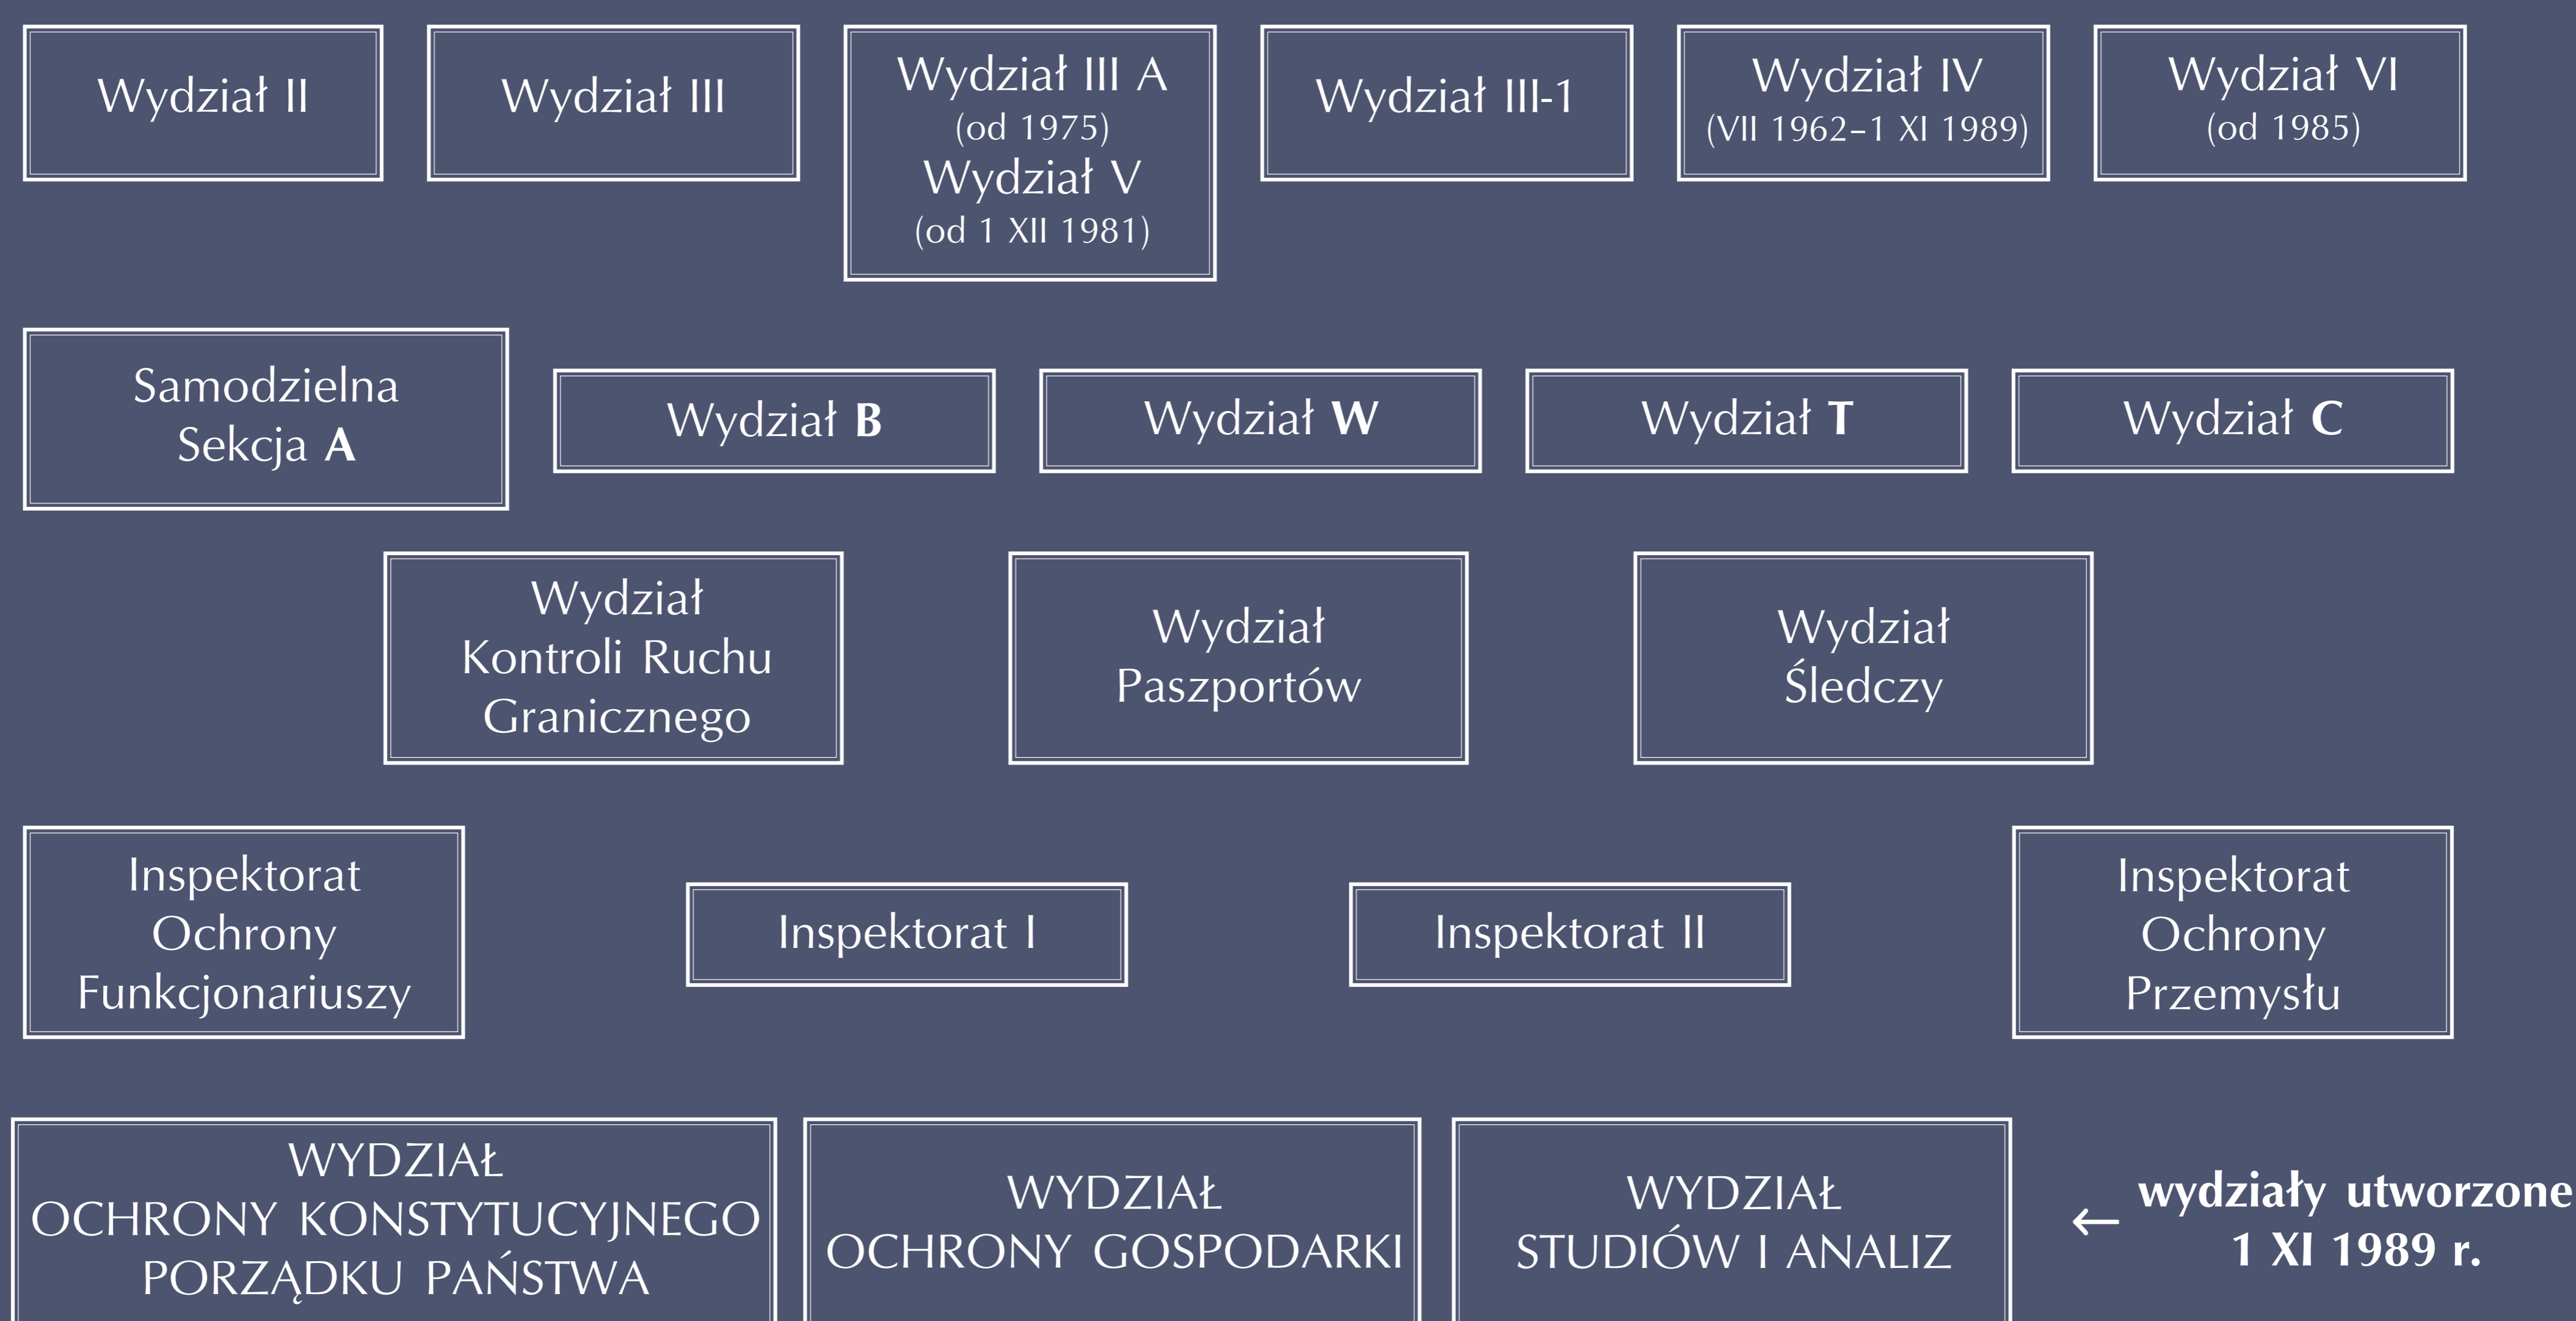 Wydział II
Wydział III
Wydział III A
(od 1975)
Wydział V
(od 1 XII 1981)
Wydział III-1
Wydział IV
(VII 1962–1 XI 1989)
Wydział VI
(od 1985)
Samodzielna
Sekcja A
Wydział B
Wydział W
Wydział T
Wydział C
Wydział
Kontroli Ruchu
Granicznego
Wydział
Paszportów
Wydział
Śledczy
Inspektorat
Ochrony
Funkcjonariuszy
Inspektorat I
Inspektorat II
Inspektorat
Ochrony
Przemysłu
WYDZIAŁ
OCHRONY KONSTYTUCYJNEGO
PORZĄDKU PAŃSTWA
WYDZIAŁ
OCHRONY GOSPODARKI
WYDZIAŁ
STUDIÓW I ANALIZ
← wydziały utworzone
1 XI 1989 r.